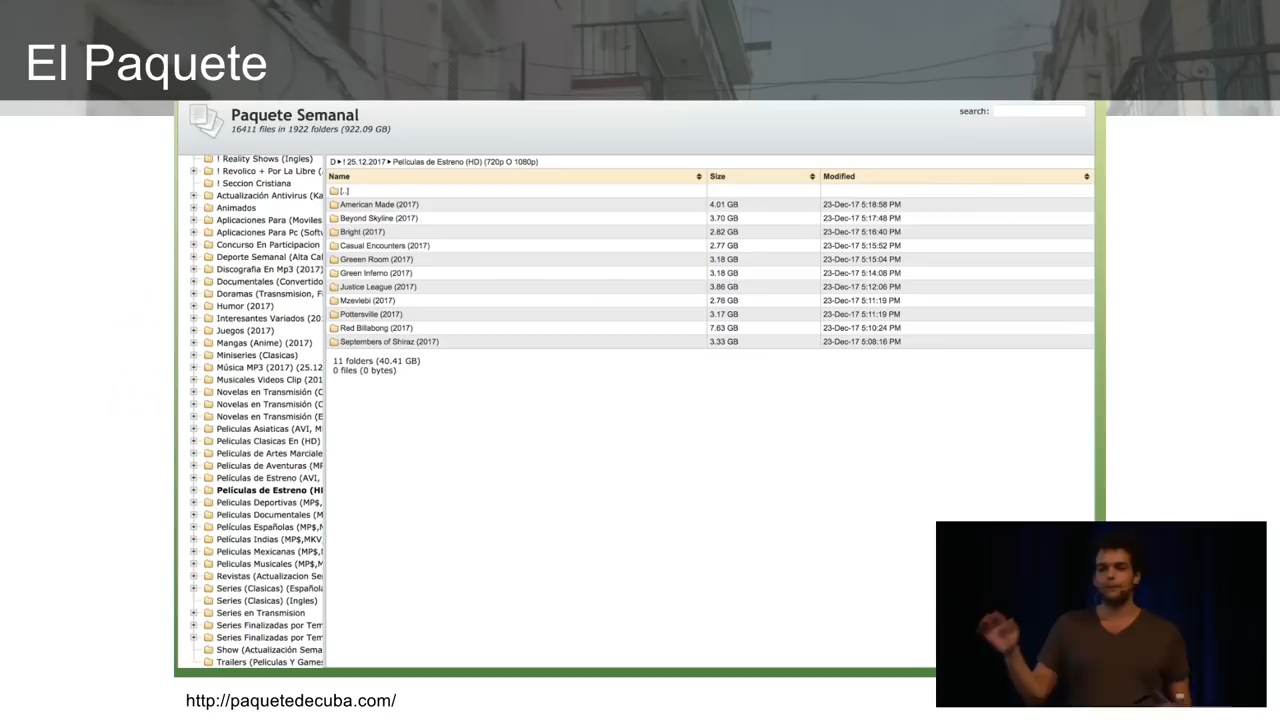 El Paquete
Paquete Semanal
16411 files in 1922 folders (922.09 GB)
search:
! Reality Shows (Ingles)
! Revolico + Por La Libre (
! Seccion Cristiana
Actualización Antivirus (Ka
Animados
Aplicaciones Para (Moviles
Aplicaciones Para Pc (Softv
Concurso En Participacion
Deporte Semanal (Alta Cal
Discografia En Mp3 (2017)
Documentales (Convertido
Doramas (Transmision, F
Humor (2017)
Interesantes Variados (20
Juegos (2017)
Mangas (Anime) (2017)
Miniseries (Clasicas)
Música MP3 (2017) (25.12
Musicales Videos Clip (201
Novelas en Transmisión (C
Novelas en Transmisión (C
Novelas en Transmisión (E
Peliculas Asiaticas (AVI, M
Peliculas Clasicas En (HD)
Peliculas de Artes Marciale
Peliculas de Aventuras (MP
Películas de Estreno (AVI,
Películas de Estreno (HI
Peliculas Deportivas (MP$,
Peliculas Documentales (M
Películas Españolas (MP$,M
Películas Indias (MP$,MKV
Peliculas Mexicanas (MP$,
Peliculas Musicales (MP$,M
Revistas (Actualizacion Se
Series (Clasicas) (Española
Series (Clasicas) (Ingles)
Series en Transmision
Series Finalizadas por Tem
Series Finalizadas por Tem
Show (Actualización Sema
Trailers (Peliculas Y Games
D ▸ ! 25.12.2017 ▸ Películas de Estreno (HD) (720p O 1080p)
Name Size Modified
[..]
American Made (2017) 4.01 GB 23-Dec-17 5:18:58 PM
Beyond Skyline (2017) 3.70 GB 23-Dec-17 5:17:48 PM
Bright (2017) 2.82 GB 23-Dec-17 5:16:40 PM
Casual Encounters (2017) 2.77 GB 23-Dec-17 5:15:52 PM
Greeen Room (2017) 3.18 GB 23-Dec-17 5:15:04 PM
Green Inferno (2017) 3.18 GB 23-Dec-17 5:14:08 PM
Justice League (2017) 3.86 GB 23-Dec-17 5:12:06 PM
Mzevlebi (2017) 2.76 GB 23-Dec-17 5:11:19 PM
Pottersville (2017) 3.17 GB 23-Dec-17 5:11:19 PM
Red Billabong (2017) 7.63 GB 23-Dec-17 5:10:24 PM
Septembers of Shiraz (2017) 3.33 GB 23-Dec-17 5:08:16 PM
11 folders (40.41 GB)
0 files (0 bytes)
http://paquetedecuba.com/